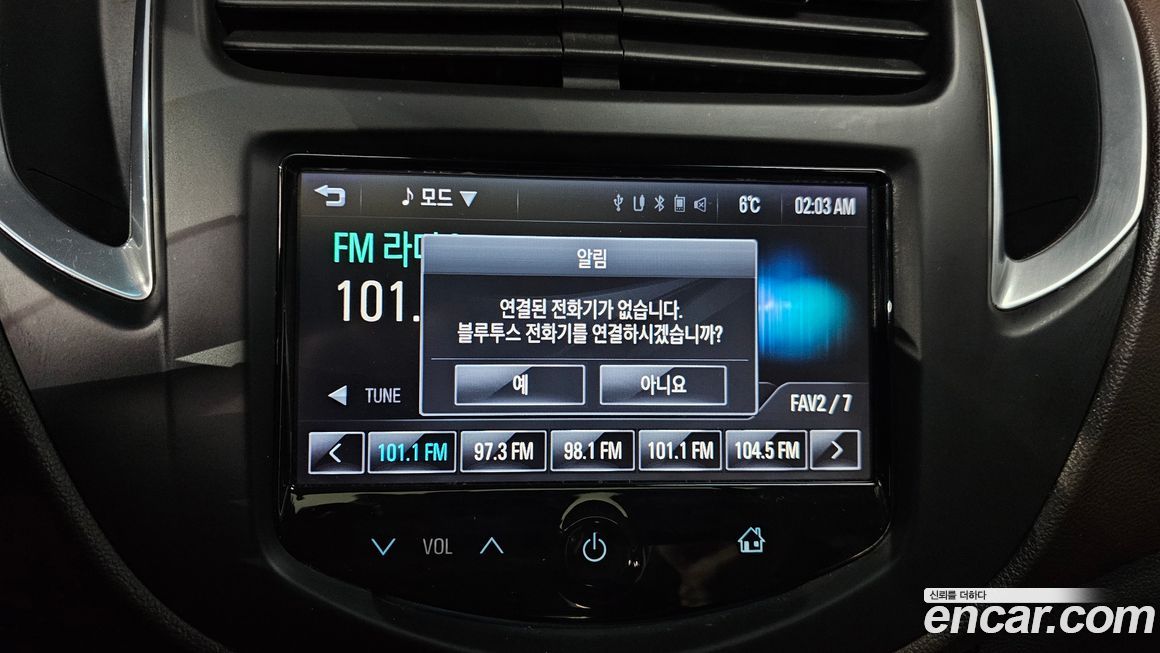 모드
6℃
02:03 AM
FM
101.
알림
연결된 전화기가 없습니다.
블루투스 전화기를 연결하시겠습니까?
예
아니요
TUNE
FAV2 / 7
101.1 FM
97.3 FM
98.1 FM
101.1 FM
104.5 FM
VOL
신뢰를 더하다
encar.com